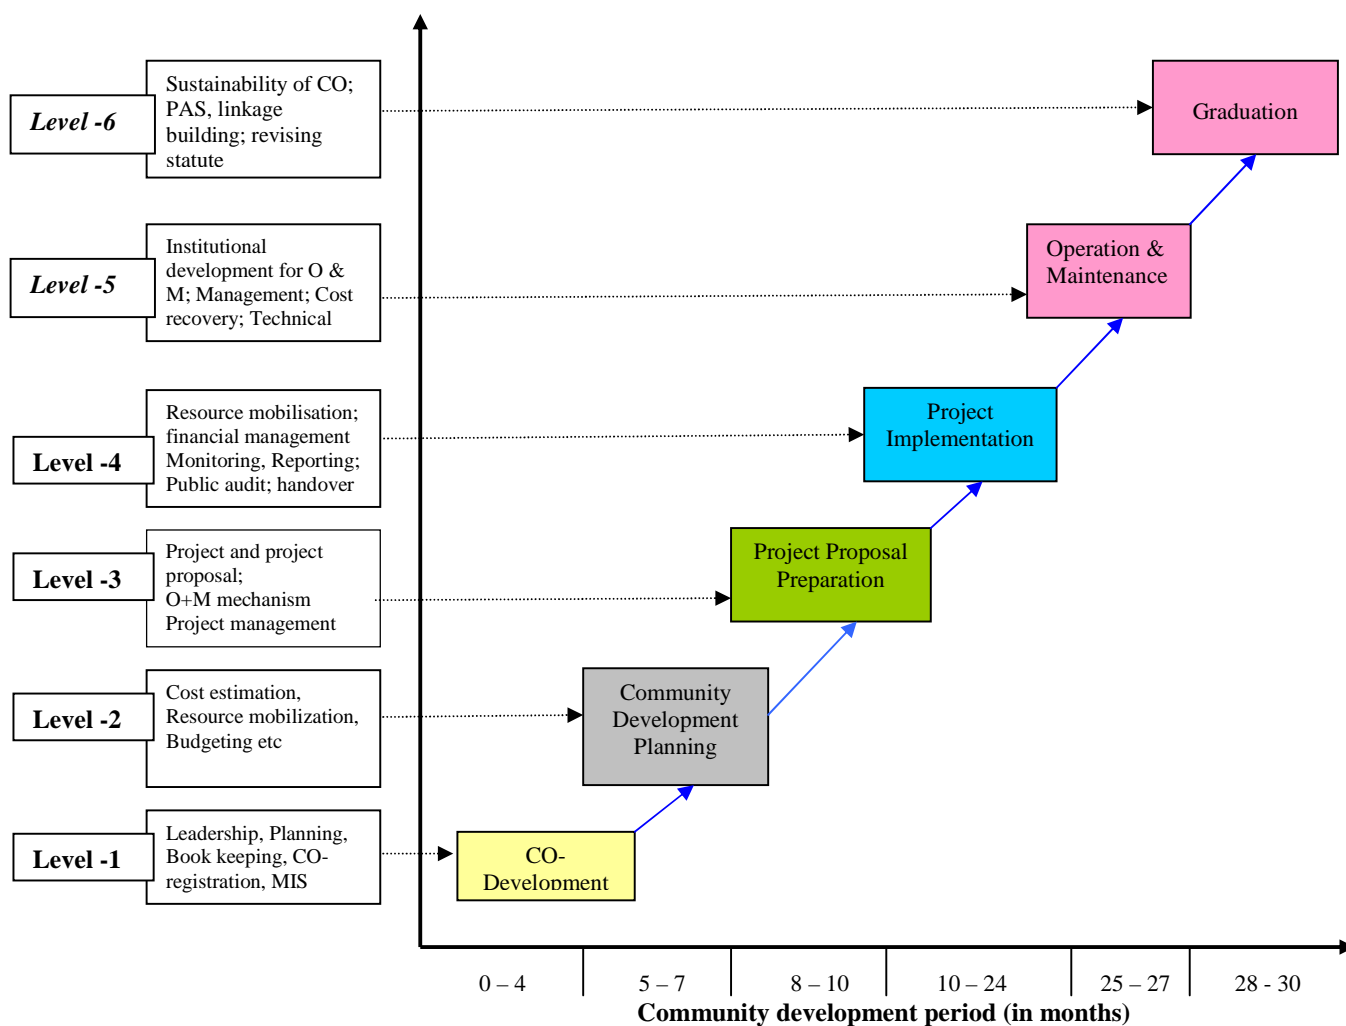 Level -6
Sustainability of CO;
PAS, linkage
building; revising
statute
Graduation
Level -5
Institutional
development for O &
M; Management; Cost
recovery; Technical
Operation &
Maintenance
Level -4
Resource mobilisation;
financial management
Monitoring, Reporting;
Public audit; handover
Project
Implementation
Level -3
Project and project
proposal;
O+M mechanism
Project management
Project Proposal
Preparation
Level -2
Cost estimation,
Resource mobilization,
Budgeting etc
Community
Development
Planning
Level -1
Leadership, Planning,
Book keeping, CO-
registration, MIS
CO-
Development
0 – 4
5 – 7
8 – 10
10 – 24
25 – 27
28 - 30
Community development period (in months)